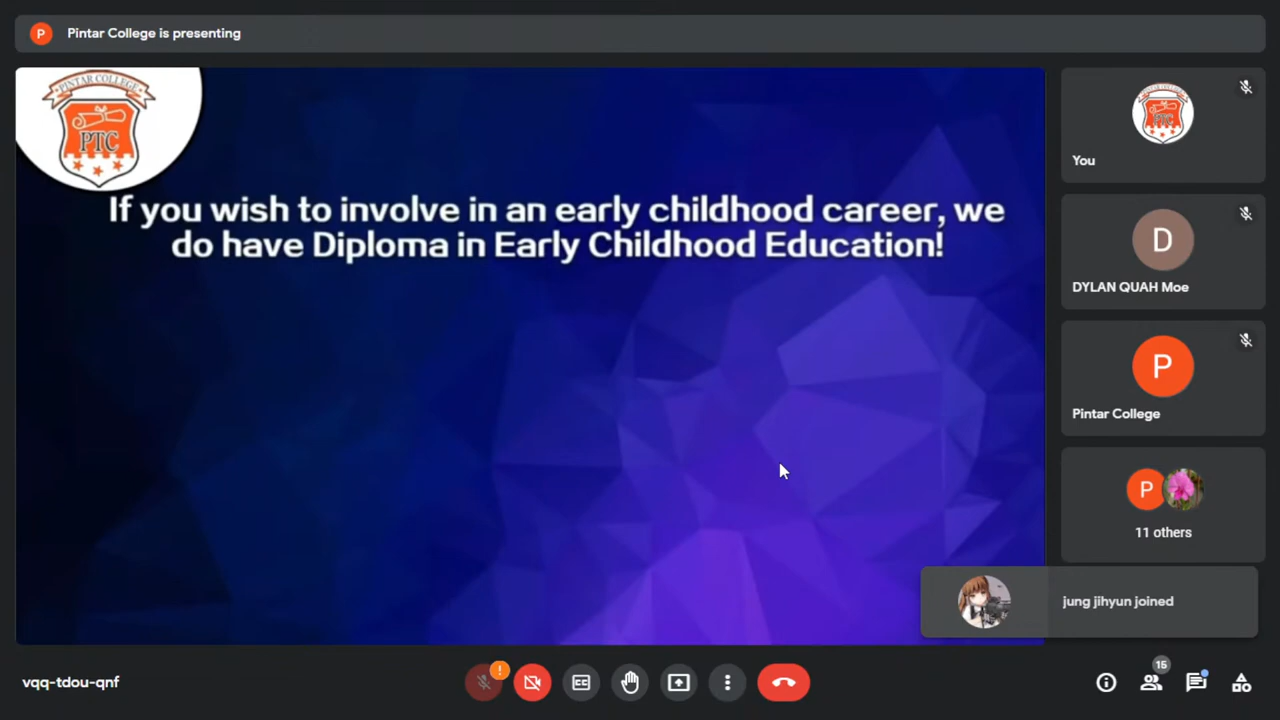 P
Pintar College is presenting
PINTAR COLLEGE
PTC
If you wish to involve in an early childhood career, we
do have Diploma in Early Childhood Education!
You
D
DYLAN QUAH Moe
P
Pintar College
P
11 others
jung jihyun joined
vqq-tdou-qnf
!
CC
15